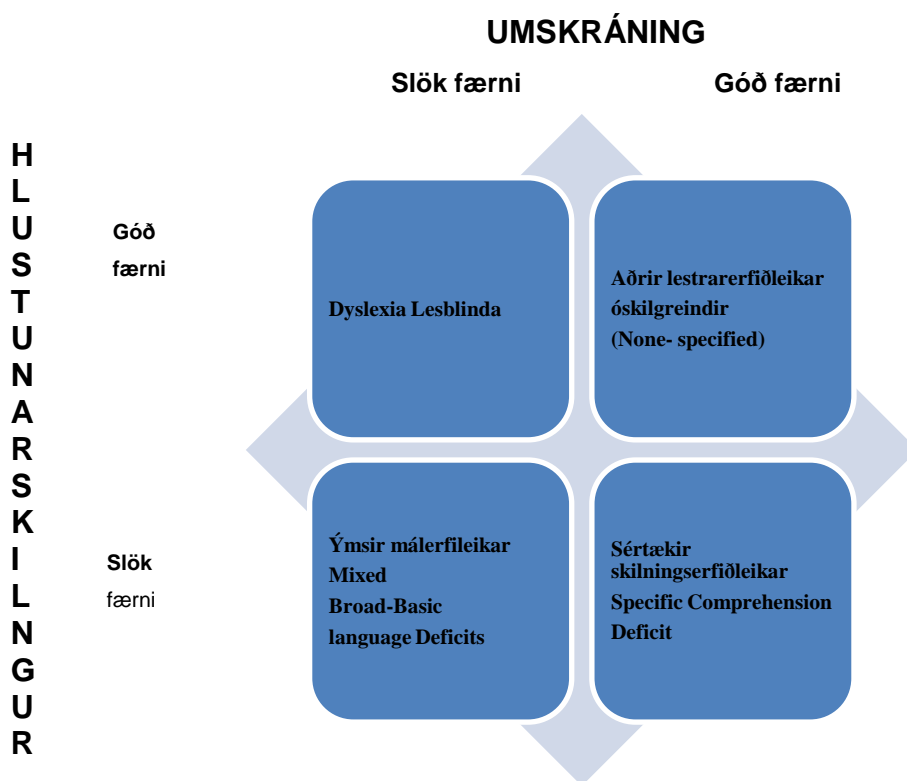 UMSKRÁNING
Slök færni
Góð færni
H
L
U
S
T
U
N
A
R
S
K
I
L
N
G
U
R
Góð
færni
Dyslexia Lesblinda
Aðrir lestrarerfiðleikar
óskilgreindir
(None- specified)
Slök
færni
Ýmsir málerfileikar
Mixed
Broad-Basic
language Deficits
Sértækir
skilningserfiðleikar
Specific Comprehension
Deficit